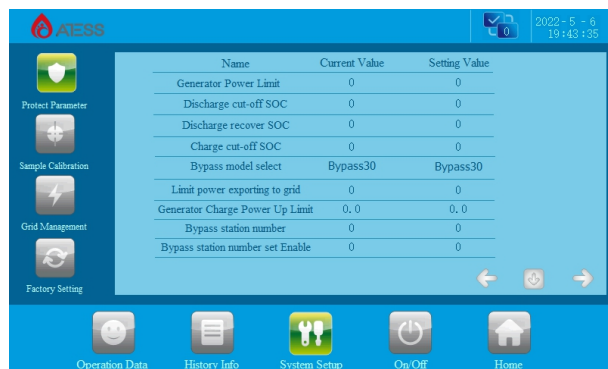 ATESS
0
2022-5-6
19:43:35
Name Current Value Setting Value
Generator Power Limit 0 0
Discharge cut-off SOC 0 0
Discharge recover SOC 0 0
Charge cut-off SOC 0 0
Bypass model select Bypass30 Bypass30
Limit power exporting to grid 0 0
Generator Charge Power Up Limit 0.0 0.0
Bypass station number 0 0
Bypass station number set Enable 0 0
Protect Parameter
Sample Calibration
Grid Management
Factory Setting
Operation Data History Info System Setup On/Off Home